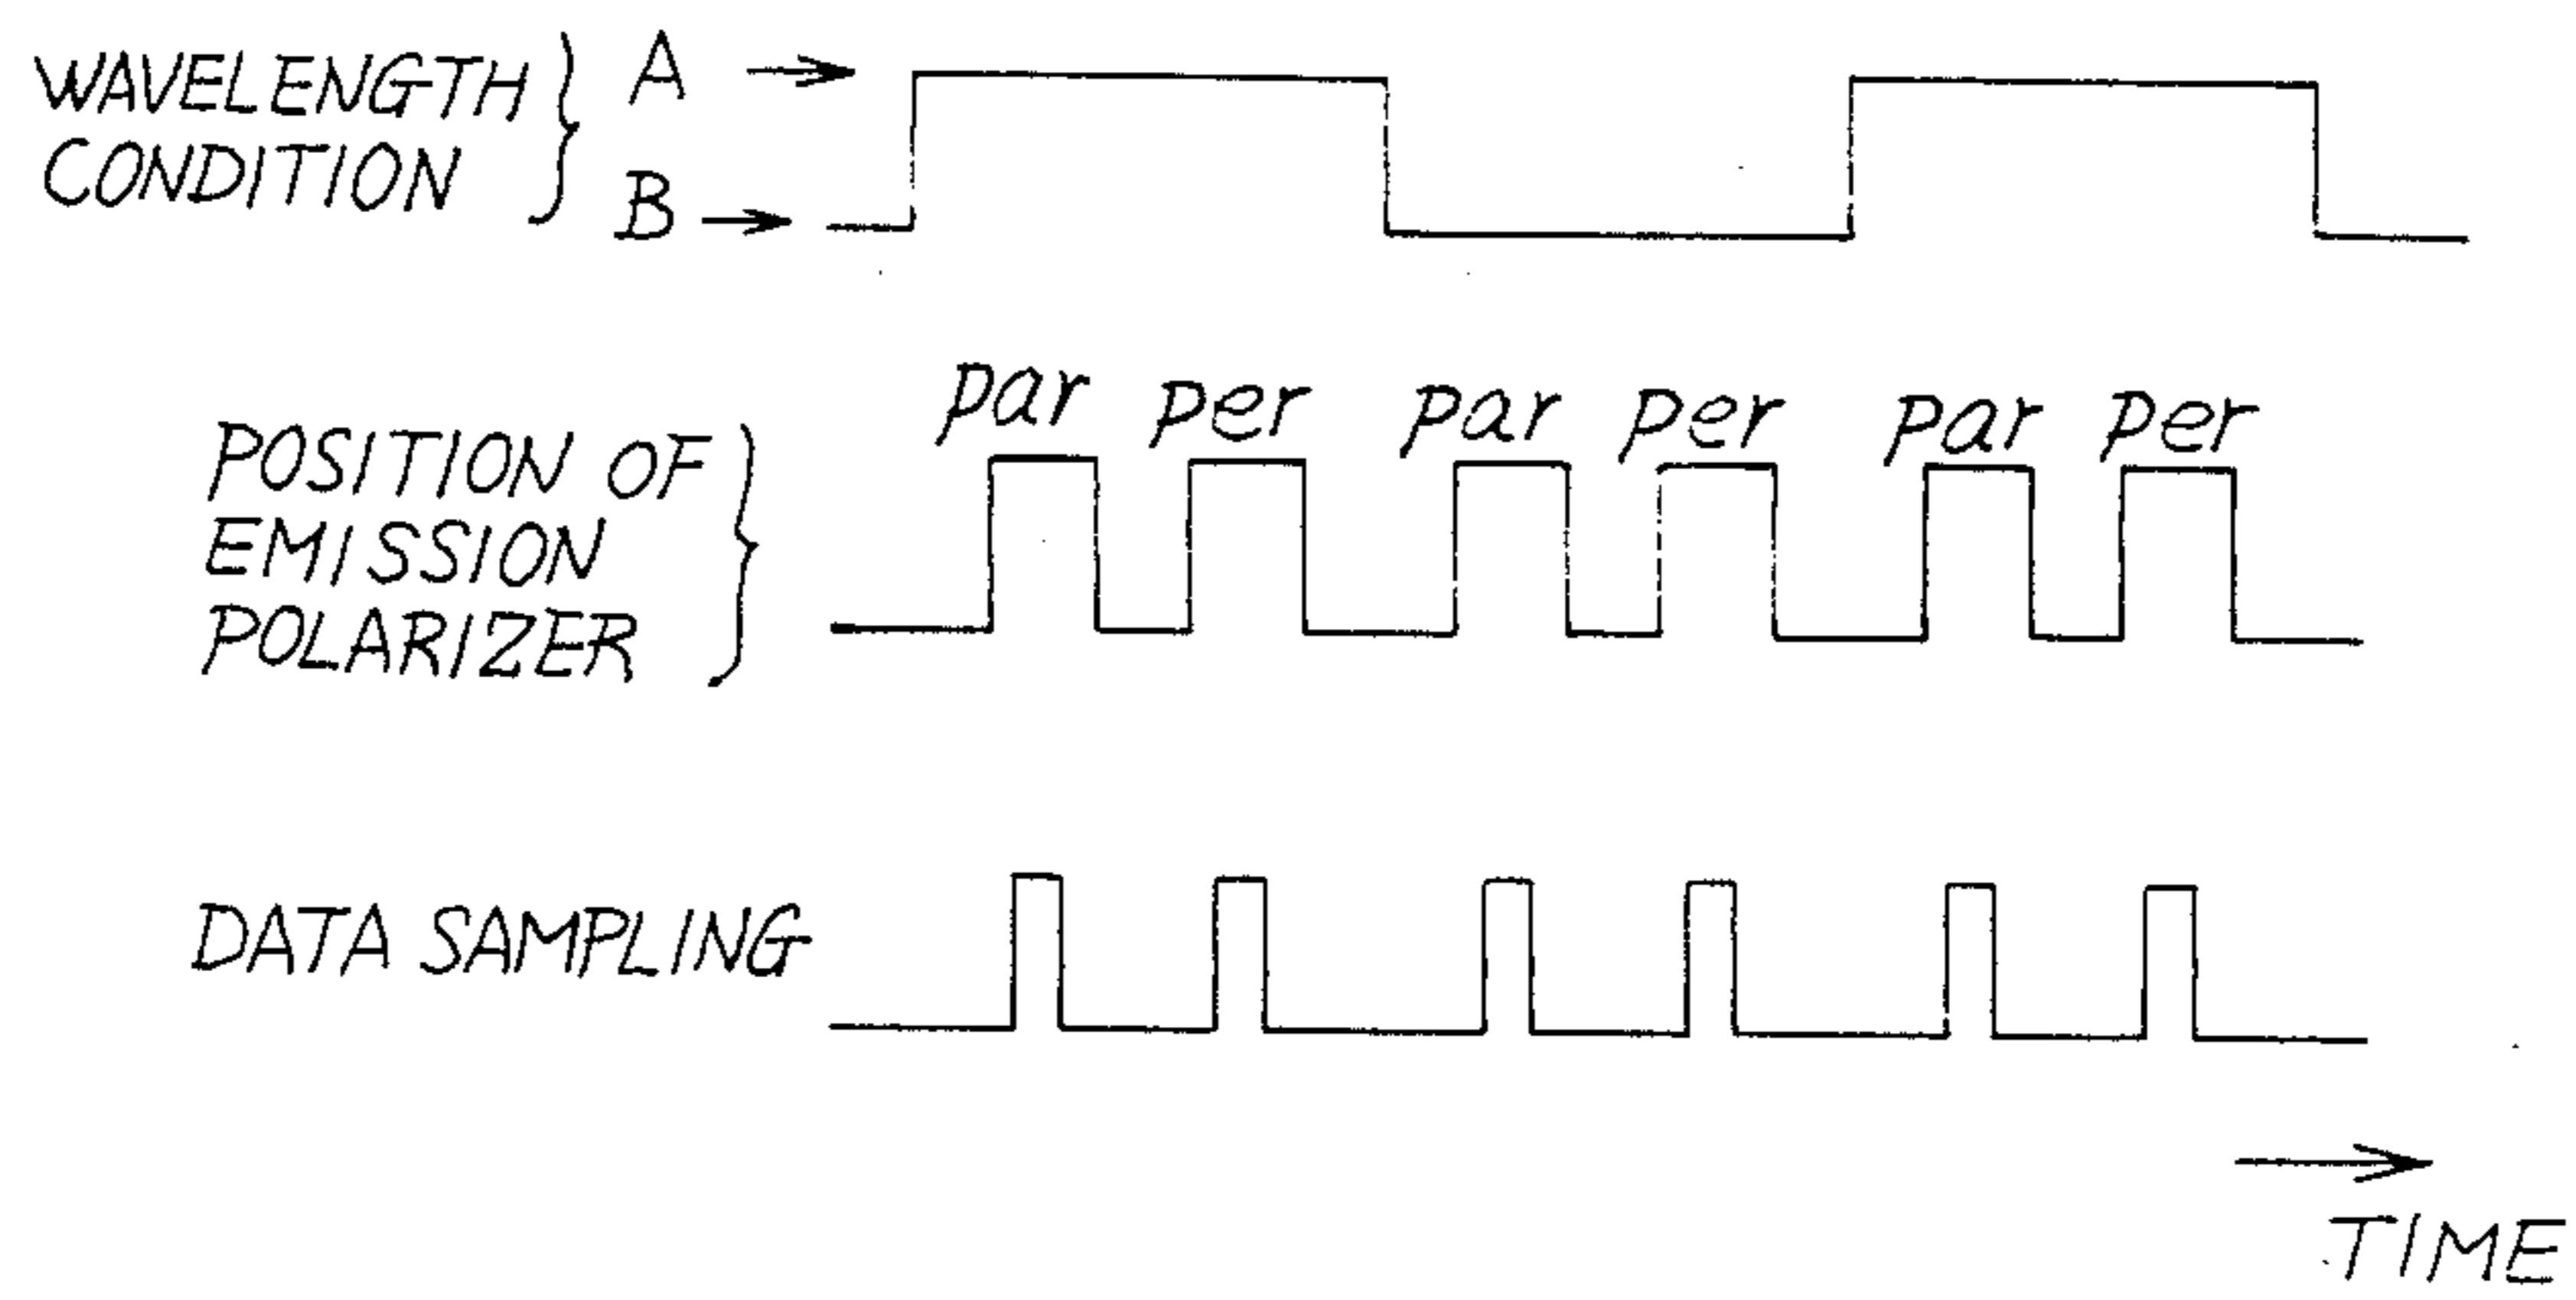 WAVELENGTH
CONDITION
A
B
par per par per par per
POSITION OF
EMISSION
POLARIZER
DATA SAMPLING
TIME